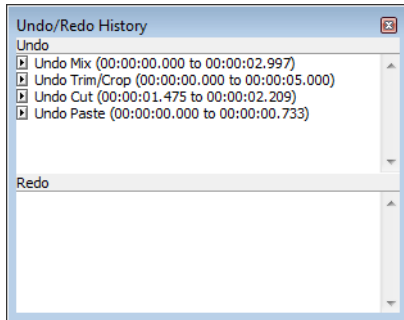 Undo/Redo History
Undo
Undo Mix (00:00:00.000 to 00:00:02.997)
Undo Trim/Crop (00:00:00.000 to 00:00:05.000)
Undo Cut (00:00:01.475 to 00:00:02.209)
Undo Paste (00:00:00.000 to 00:00:00.733)
Redo